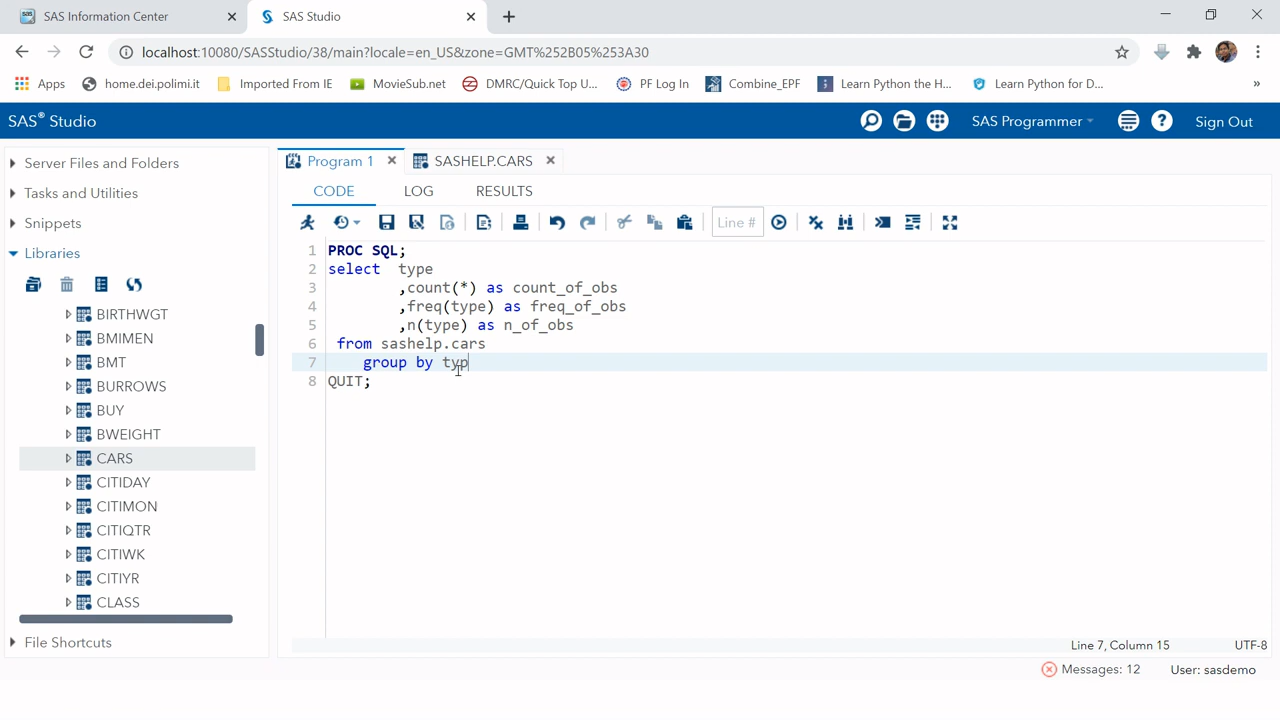 SAS Information Center
SAS Studio
localhost:10080/SASStudio/38/main?locale=en_US&zone=GMT%252B05%253A30
Apps
home.dei.polimi.it
Imported From IE
MovieSub.net
DMRC/Quick Top U...
PF Log In
Combine_EPF
Learn Python the H...
Learn Python for D...
»
SAS® Studio
SAS Programmer
Sign Out
Server Files and Folders
Tasks and Utilities
Snippets
Libraries
BIRTHWGT
BMIMEN
BMT
BURROWS
BUY
BWEIGHT
CARS
CITIDAY
CITIMON
CITIQTR
CITIWK
CITIYR
CLASS
File Shortcuts
Program 1
SASHELP.CARS
CODE
LOG
RESULTS
Line #
1 PROC SQL;
2 select  type
3 ,count(*) as count_of_obs
4 ,freq(type) as freq_of_obs
5 ,n(type) as n_of_obs
6 from sashelp.cars
7 group by typ
8 QUIT;
Line 7, Column 15
UTF-8
Messages: 12
User: sasdemo